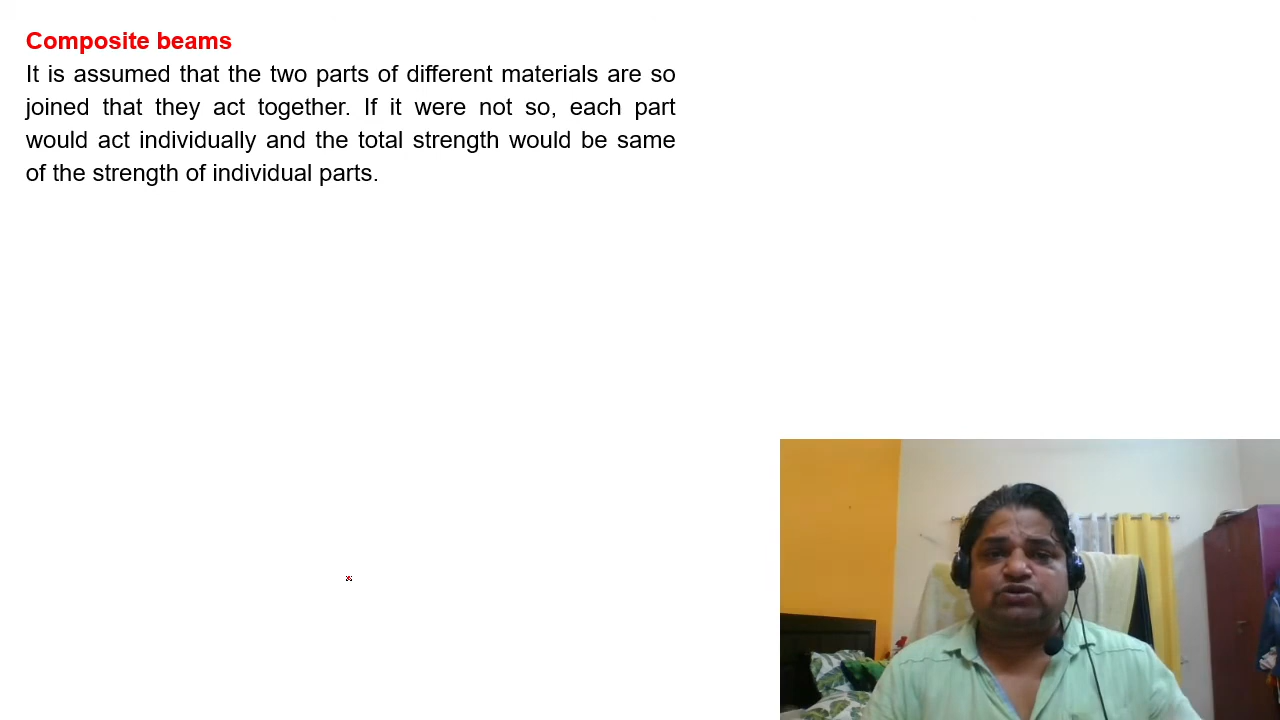 Composite beams
It is assumed that the two parts of different materials are so
joined that they act together. If it were not so, each part
would act individually and the total strength would be same
of the strength of individual parts.